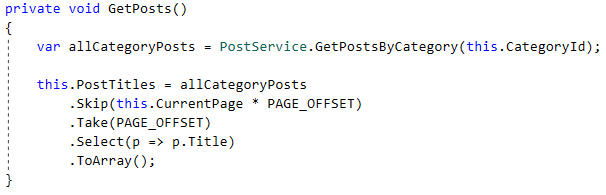 private void GetPosts()
{
    var allCategoryPosts = PostService.GetPostsByCategory(this.CategoryId);

    this.PostTitles = allCategoryPosts
        .Skip(this.CurrentPage * PAGE_OFFSET)
        .Take(PAGE_OFFSET)
        .Select(p => p.Title)
        .ToArray();
}